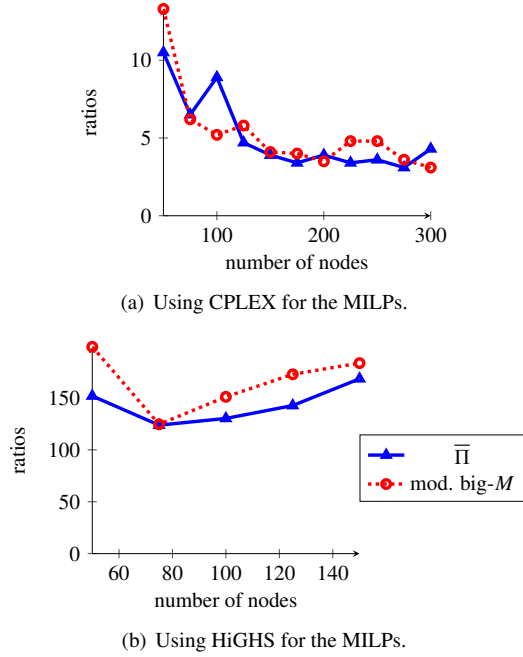 10
5
0
ratios
100
200
300
number of nodes
(a) Using CPLEX for the MILPs.
150
100
50
0
ratios
60
80
100
120
140
number of nodes
Π̅
mod. big-M
(b) Using HiGHS for the MILPs.